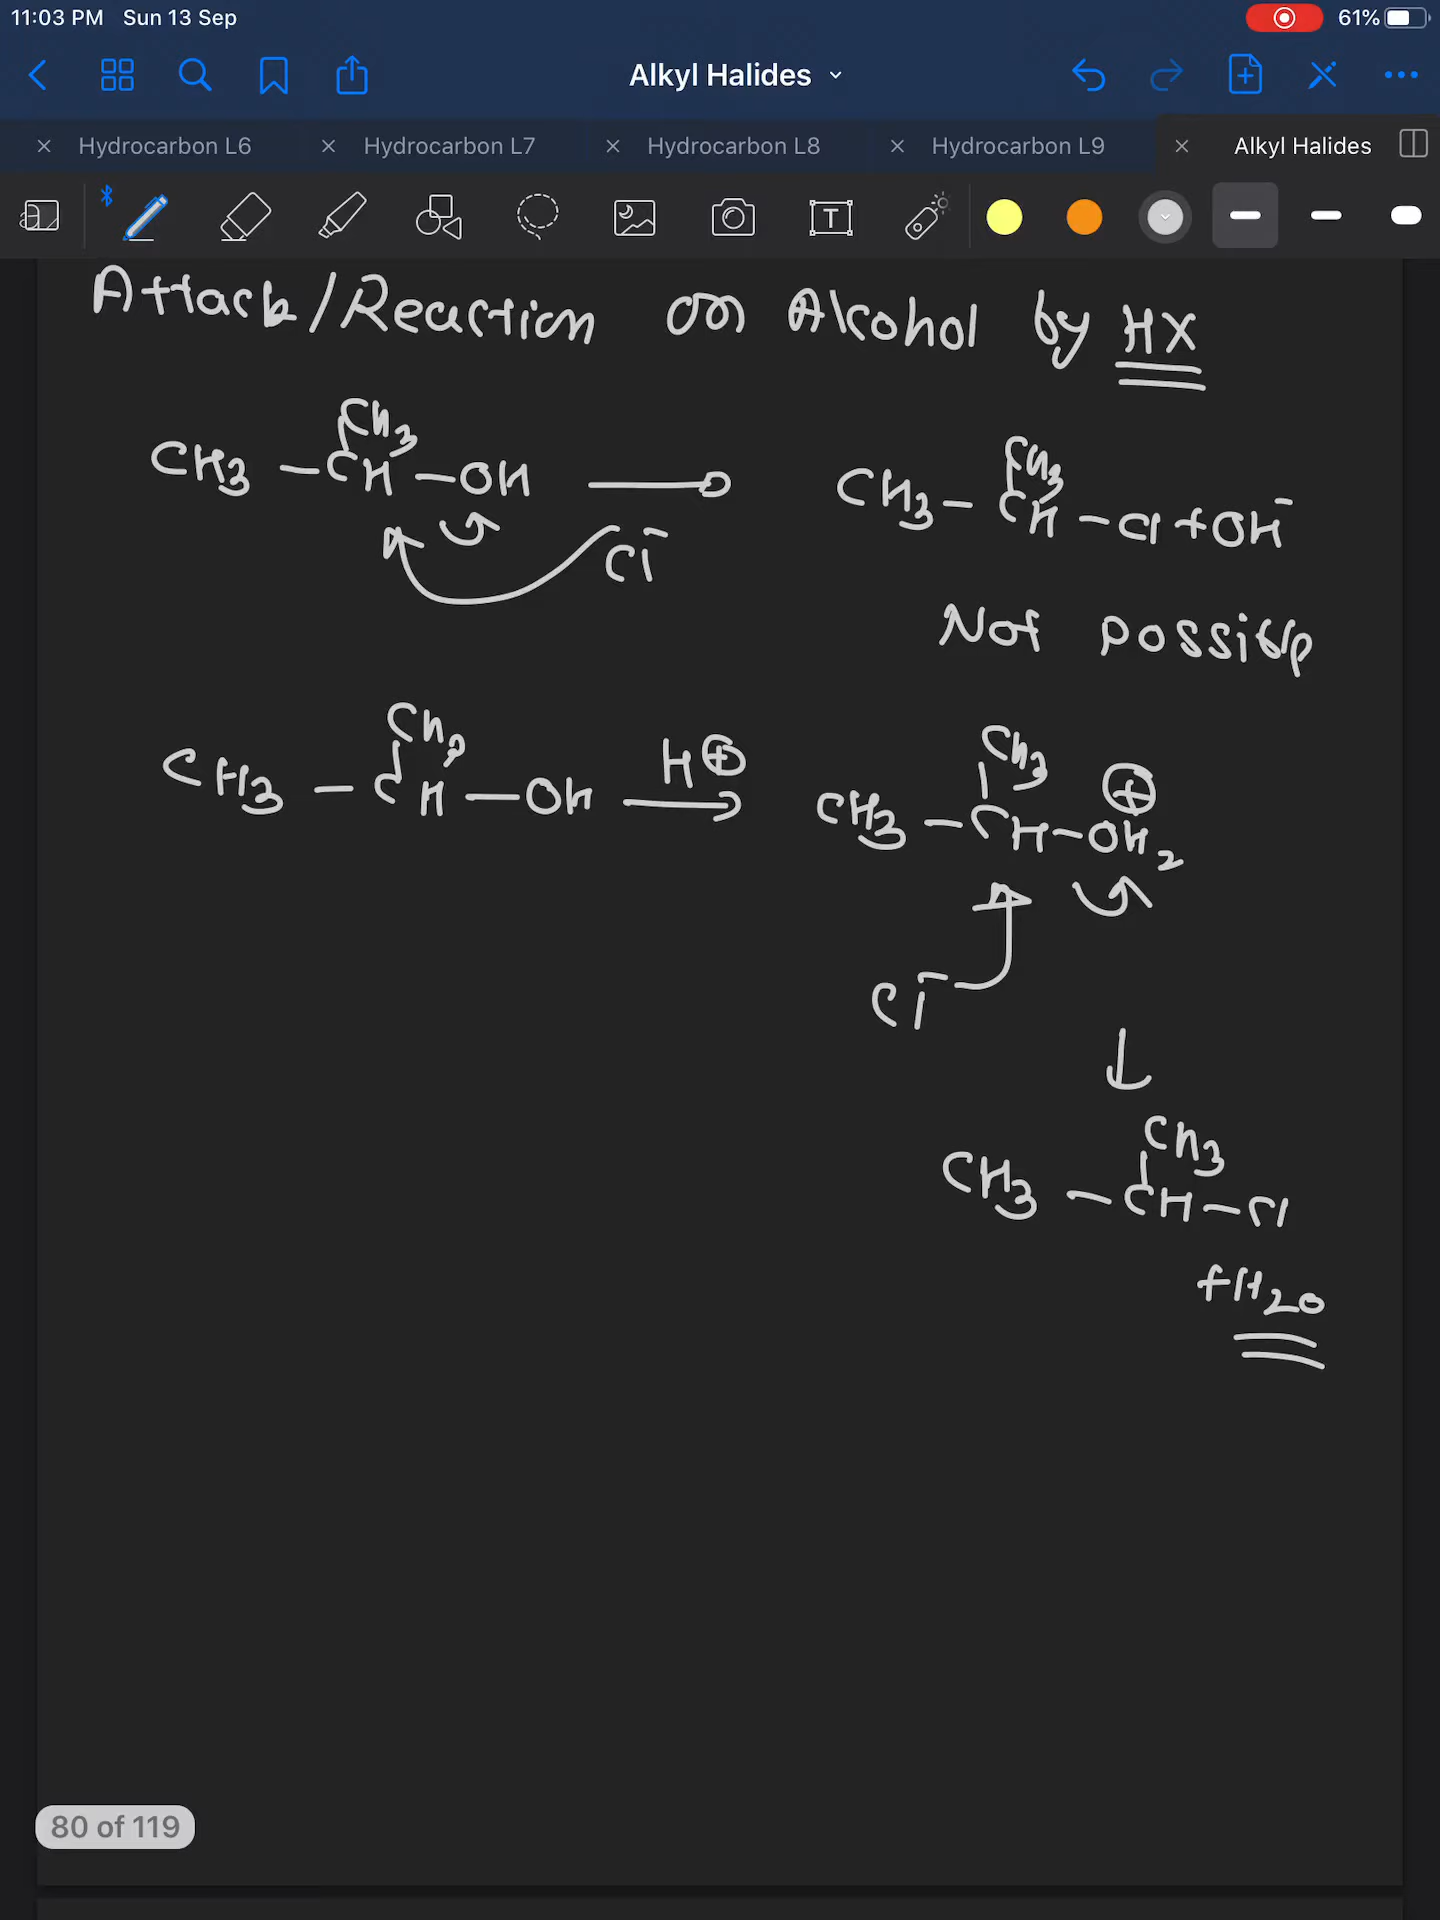 11:03 PM Sun 13 Sep 61%
Alkyl Halides
Hydrocarbon L6 Hydrocarbon L7 Hydrocarbon L8 Hydrocarbon L9 Alkyl Halides
Attack/Reaction on Alcohol by HX
CH3 CH3
CH3 - CH - OH → CH3 - CH - Cl + OH⁻
Cl⁻
Not possible
CH3 CH3
CH3 - CH - OH H⊕ → CH3 - CH - OH2 ⊕
Cl⁻
↓
CH3
CH3 - CH - Cl
+ H2O
80 of 119